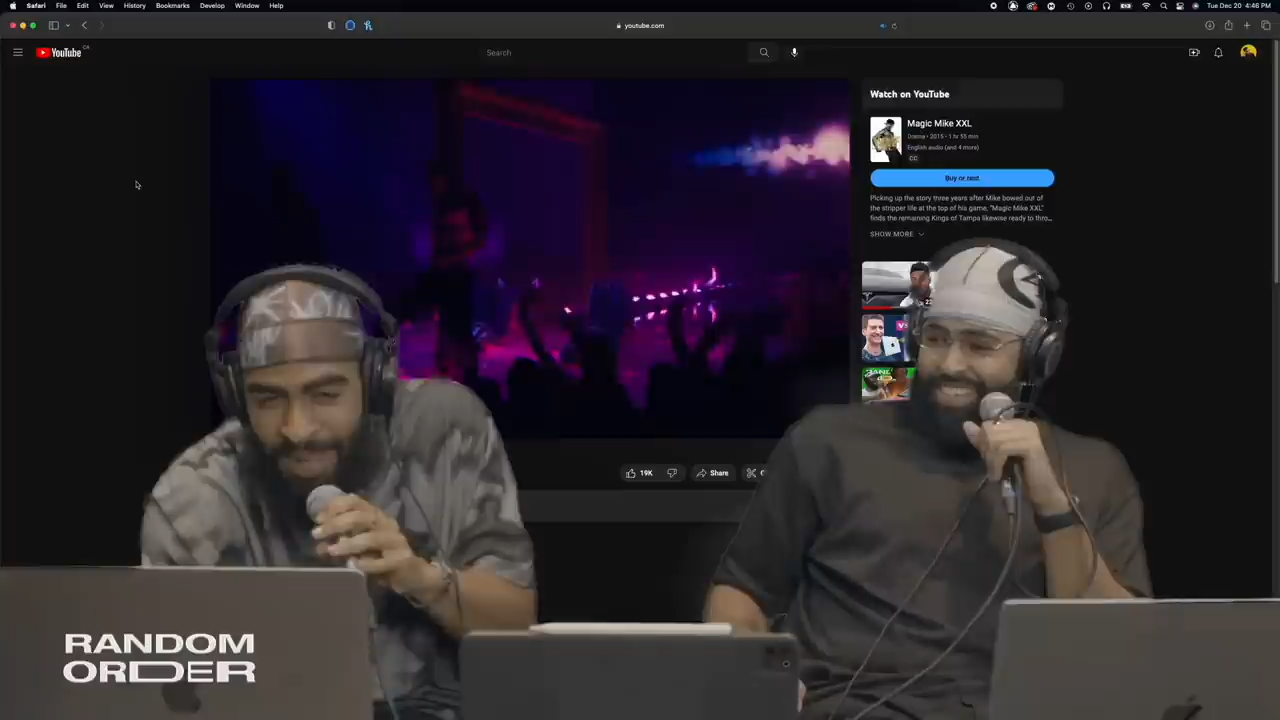 Safari File Edit View History Bookmarks Develop Window Help
Tue Dec 20 4:46 PM
youtube.com
YouTube CA
Search
Watch on YouTube
Magic Mike XXL
Drama • 2015 • 1 hr 55 min
English audio (and 4 more)
CC
Buy or rent
Picking up the story three years after Mike bowed out of
the stripper life at the top of his game, "Magic Mike XXL"
finds the remaining Kings of Tampa likewise ready to thro...
SHOW MORE
19K
Share
RANDOM
ORDER